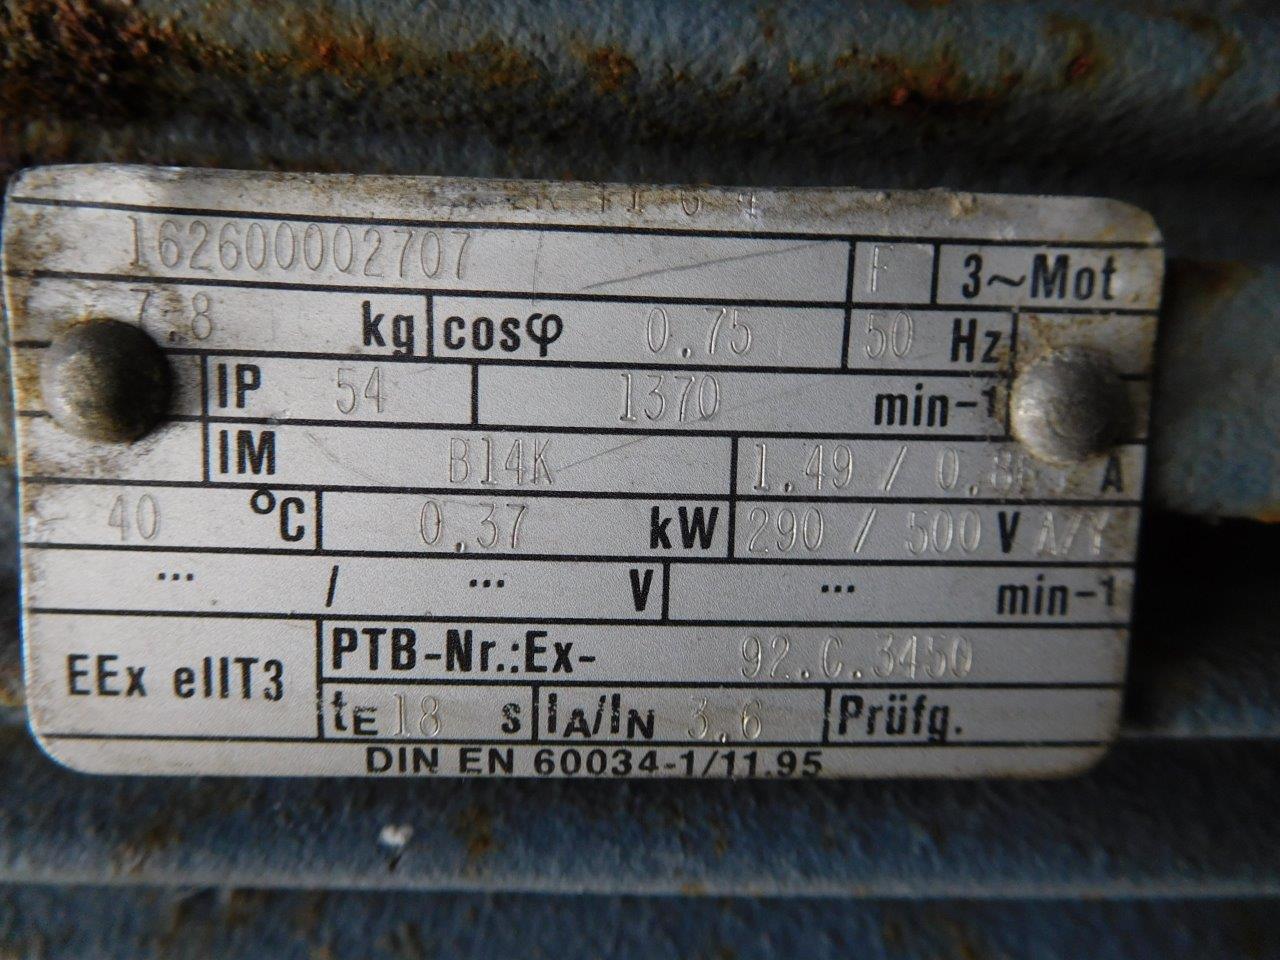 162600002707 F 3~Mot.
7.8 kg cosφ 0.75 50 Hz
IP 54 1370 min-1
IM B14K 1.49 / A
40 °C 0.37 kW 290 / 500 V
... / ... V ... min-1
EEx eIIT3 PTB-Nr.:Ex- 92.C.3450
tE 18 s IA/IN 3.6 Prüfg.
DIN EN 60034-1/11.95